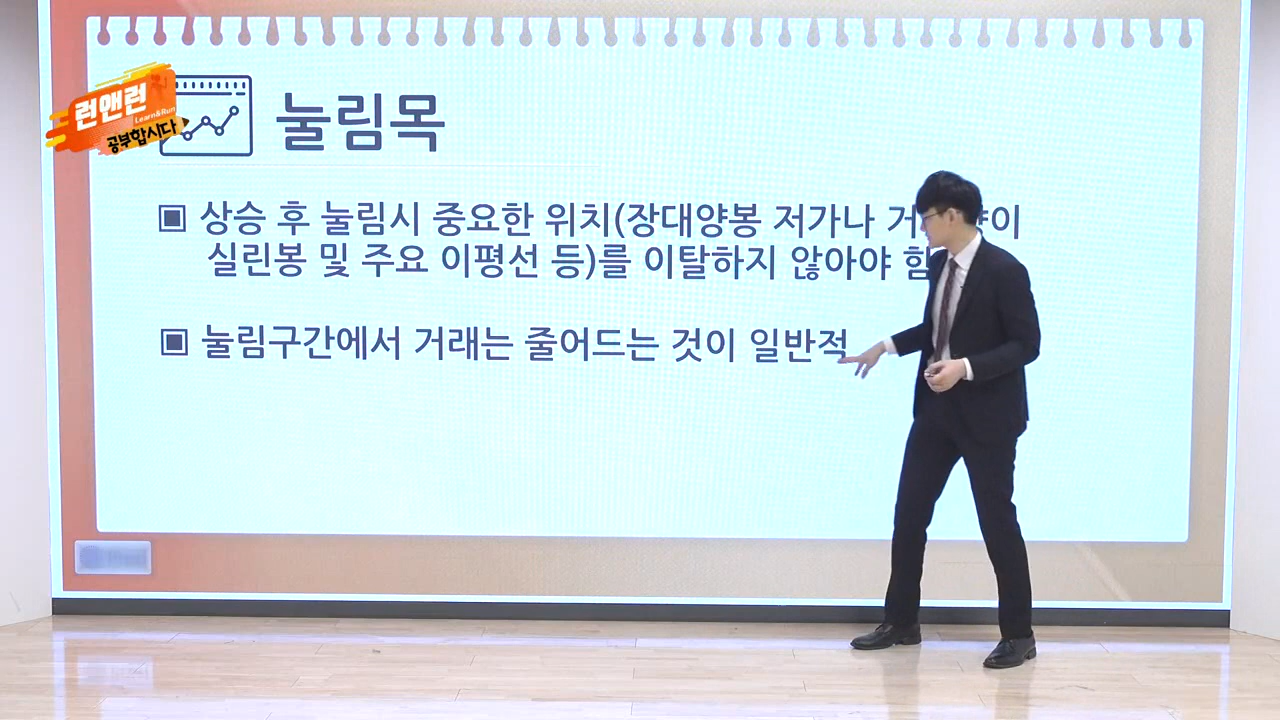 런앤런
Learn&Run
공부합시다
눌림목
▣ 상승 후 눌림시 중요한 위치(장대양봉 저가나
실린봉 및 주요 이평선 등)를 이탈하지 않아야 함
▣ 눌림구간에서 거래는 줄어드는 것이 일반적